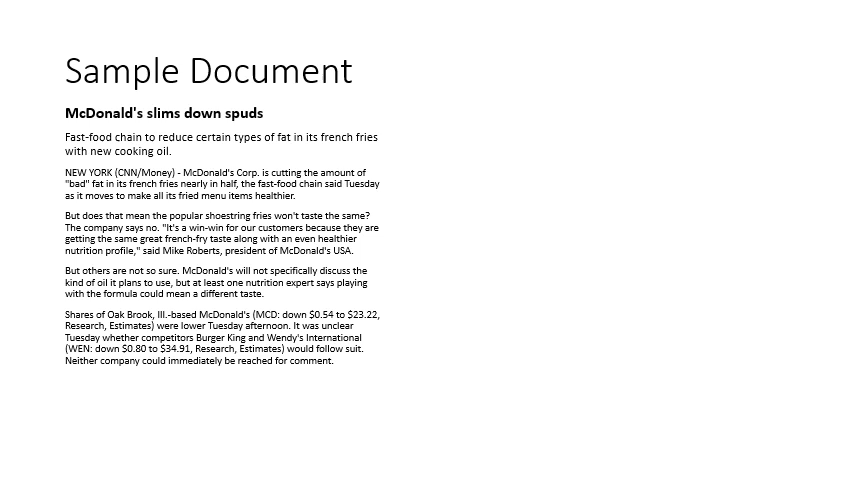 Sample Document
McDonald's slims down spuds
Fast-food chain to reduce certain types of fat in its french fries
with new cooking oil.
NEW YORK (CNN/Money) - McDonald's Corp. is cutting the amount of
"bad" fat in its french fries nearly in half, the fast-food chain said Tuesday
as it moves to make all its fried menu items healthier.
But does that mean the popular shoestring fries won't taste the same?
The company says no. "It's a win-win for our customers because they are
getting the same great french-fry taste along with an even healthier
nutrition profile," said Mike Roberts, president of McDonald's USA.
But others are not so sure. McDonald's will not specifically discuss the
kind of oil it plans to use, but at least one nutrition expert says playing
with the formula could mean a different taste.
Shares of Oak Brook, Ill.-based McDonald's (MCD: down $0.54 to $23.22,
Research, Estimates) were lower Tuesday afternoon. It was unclear
Tuesday whether competitors Burger King and Wendy's International
(WEN: down $0.80 to $34.91, Research, Estimates) would follow suit.
Neither company could immediately be reached for comment.